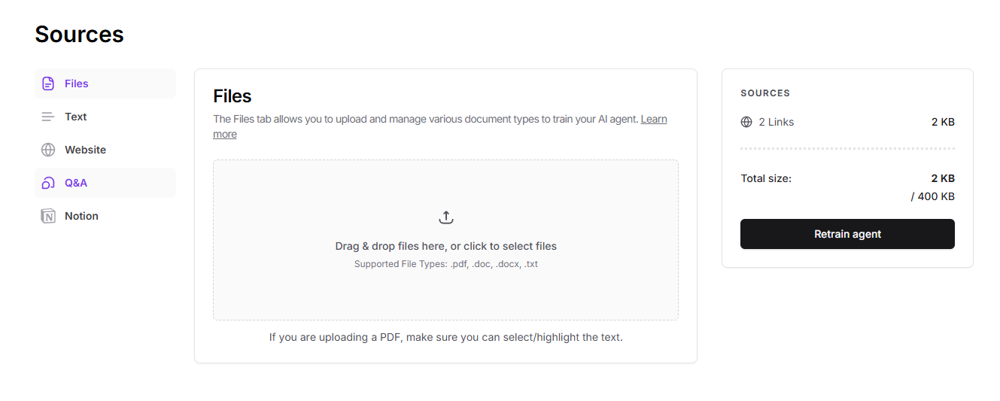 Sources
Files
Text
Website
Q&A
Notion
Files
The Files tab allows you to upload and manage various document types to train your AI agent. Learn
more
Drag & drop files here, or click to select files
Supported File Types: .pdf, .doc, .docx, .txt
If you are uploading a PDF, make sure you can select/highlight the text.
SOURCES
2 Links 2 KB
Total size: 2 KB
/ 400 KB
Retrain agent